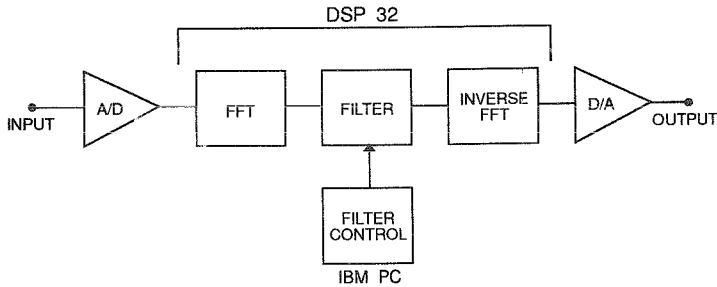 DSP 32
INPUT
A/D
FFT
FILTER
INVERSE
FFT
D/A
OUTPUT
FILTER
CONTROL
IBM PC